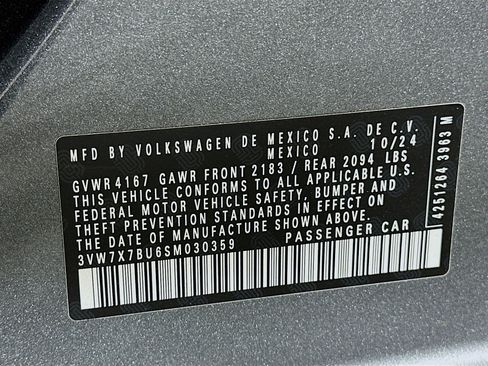 MFD BY VOLKSWAGEN DE MEXICO S.A. DE C.V.
MEXICO 10/24
GVWR 4167 GAWR FRONT 2183 / REAR 2094 LBS
THIS VEHICLE CONFORMS TO ALL APPLICABLE U.S.
FEDERAL MOTOR VEHICLE SAFETY, BUMPER AND
THEFT PREVENTION STANDARDS IN EFFECT ON
THE DATE OF MANUFACTURE SHOWN ABOVE.
3VW7X7BU6SM030359 PASSENGER CAR
4251264 3963 M